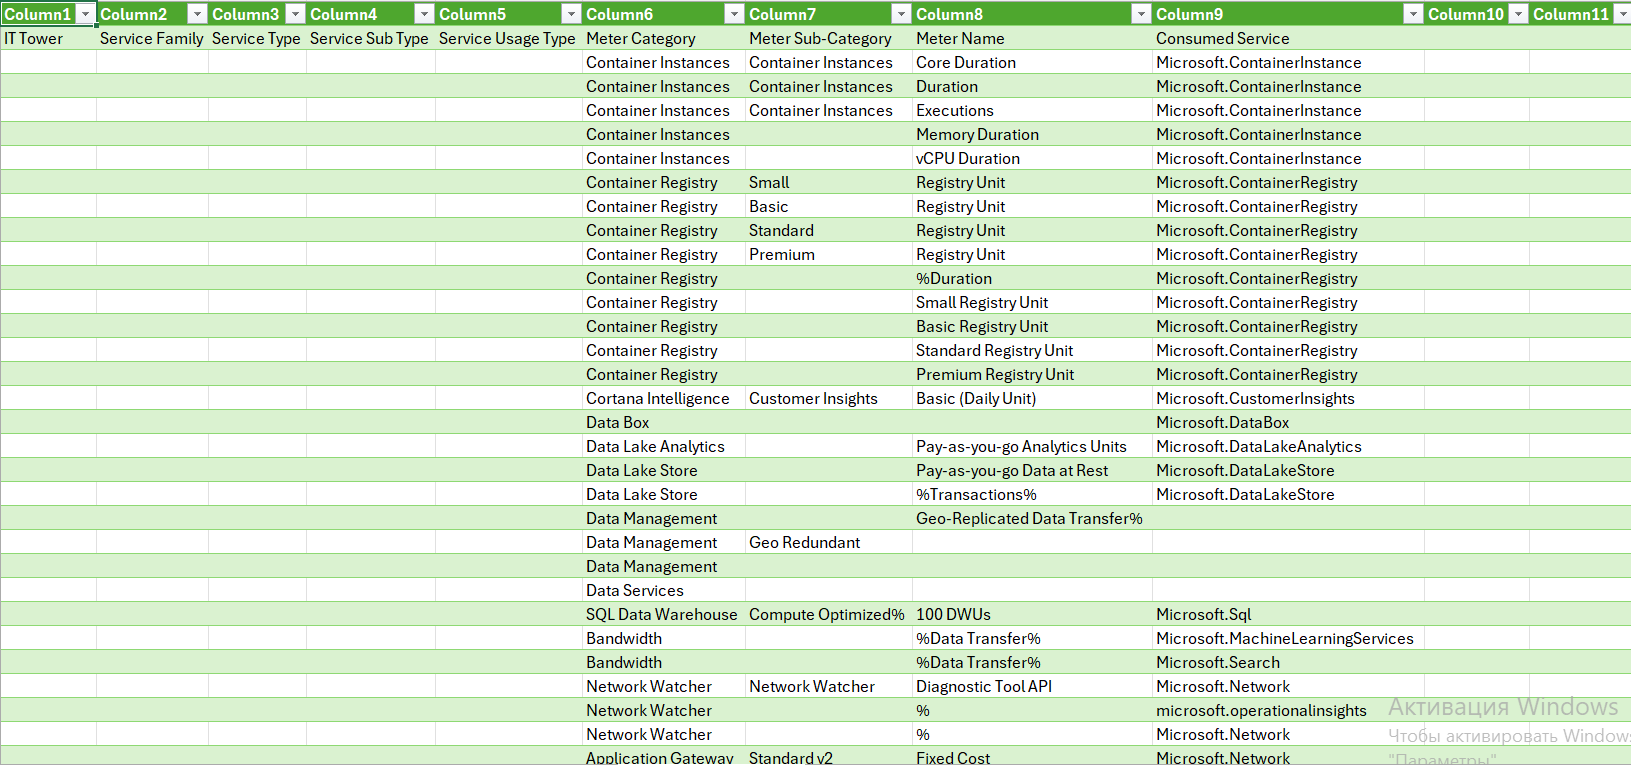 Column1 Column2 Column3 Column4 Column5 Column6 Column7 Column8 Column9 Column10 Column11
IT Tower Service Family Service Type Service Sub Type Service Usage Type Meter Category Meter Sub-Category Meter Name Consumed Service
Container Instances Container Instances Core Duration Microsoft.ContainerInstance
Container Instances Container Instances Duration Microsoft.ContainerInstance
Container Instances Container Instances Executions Microsoft.ContainerInstance
Container Instances Memory Duration Microsoft.ContainerInstance
Container Instances vCPU Duration Microsoft.ContainerInstance
Container Registry Small Registry Unit Microsoft.ContainerRegistry
Container Registry Basic Registry Unit Microsoft.ContainerRegistry
Container Registry Standard Registry Unit Microsoft.ContainerRegistry
Container Registry Premium Registry Unit Microsoft.ContainerRegistry
Container Registry %Duration Microsoft.ContainerRegistry
Container Registry Small Registry Unit Microsoft.ContainerRegistry
Container Registry Basic Registry Unit Microsoft.ContainerRegistry
Container Registry Standard Registry Unit Microsoft.ContainerRegistry
Container Registry Premium Registry Unit Microsoft.ContainerRegistry
Cortana Intelligence Customer Insights Basic (Daily Unit) Microsoft.CustomerInsights
Data Box Microsoft.DataBox
Data Lake Analytics Pay-as-you-go Analytics Units Microsoft.DataLakeAnalytics
Data Lake Store Pay-as-you-go Data at Rest Microsoft.DataLakeStore
Data Lake Store %Transactions% Microsoft.DataLakeStore
Data Management Geo-Replicated Data Transfer%
Data Management Geo Redundant
Data Management
Data Services
SQL Data Warehouse Compute Optimized% 100 DWUs Microsoft.Sql
Bandwidth %Data Transfer% Microsoft.MachineLearningServices
Bandwidth %Data Transfer% Microsoft.Search
Network Watcher Network Watcher Diagnostic Tool API Microsoft.Network
Network Watcher % microsoft.operationalinsights
Network Watcher % Microsoft.Network
Application Gateway Standard v2 Fixed Cost Microsoft.Network
Активация Windows
Чтобы активировать Windows
"Параметры"